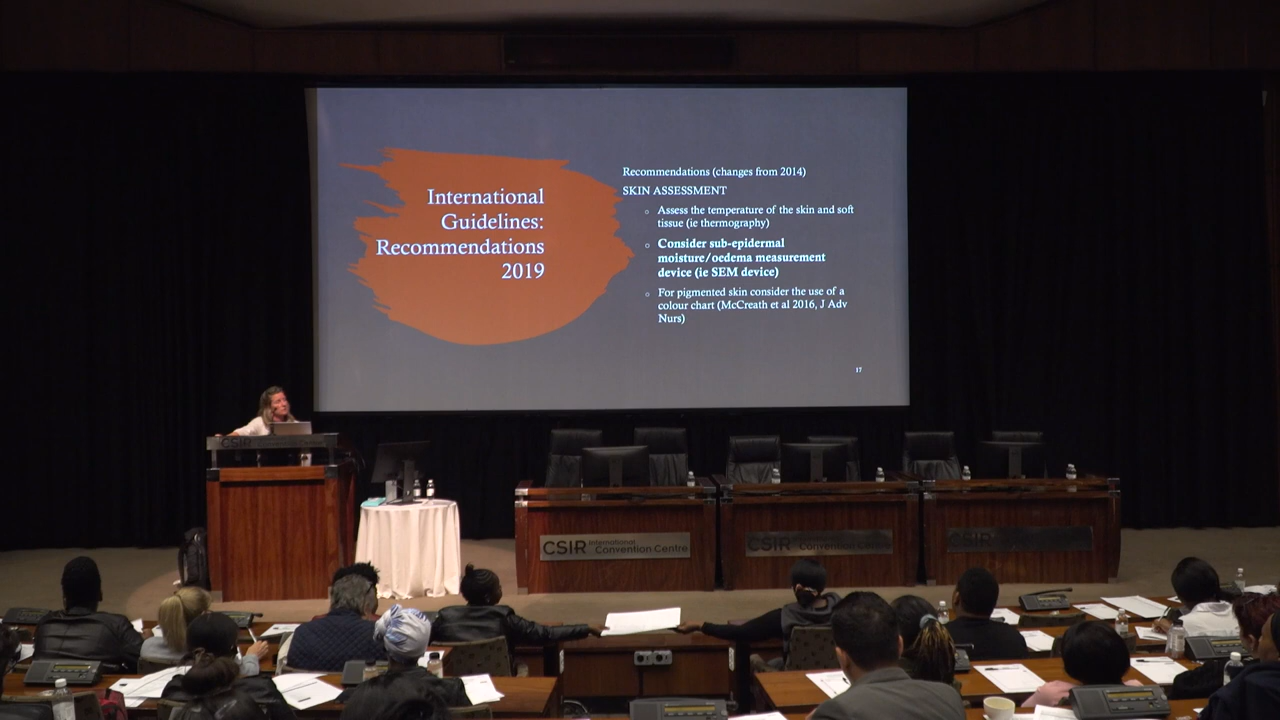 International
Guidelines:
Recommendations
2019
Recommendations (changes from 2014)
SKIN ASSESSMENT
Assess the temperature of the skin and soft
tissue (ie thermography)
Consider sub-epidermal
moisture/oedema measurement
device (ie SEM device)
For pigmented skin consider the use of a
colour chart (McCreath et al 2016, J Adv
Nurs)
17
CSIR
CSIR International
Convention Centre
CSIR
Convention Centre